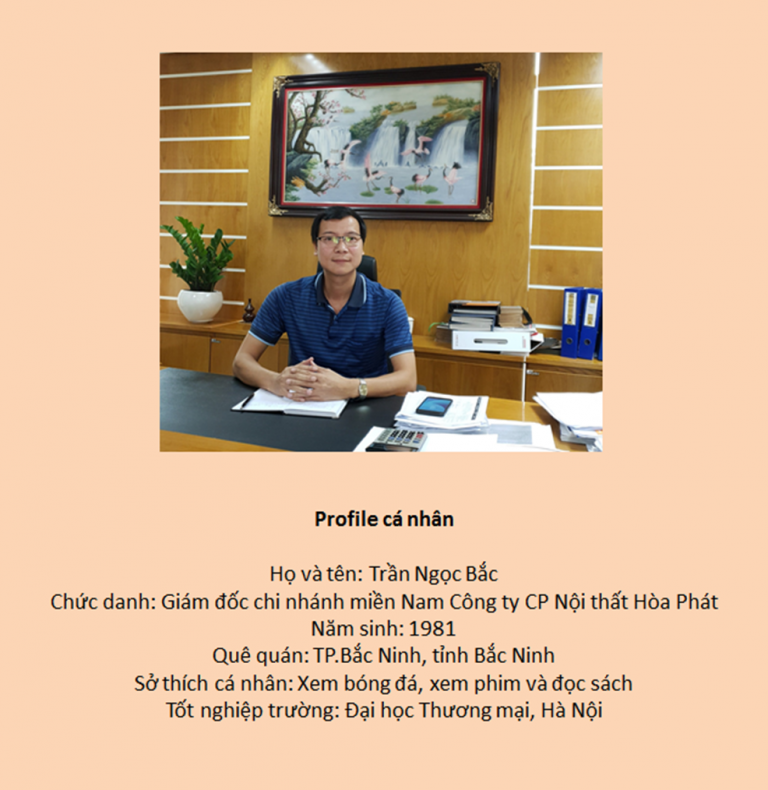 Profile cá nhân
Họ và tên: Trần Ngọc Bắc
Chức danh: Giám đốc chi nhánh miền Nam Công ty CP Nội thất Hòa Phát
Năm sinh: 1981
Quê quán: TP.Bắc Ninh, tỉnh Bắc Ninh
Sở thích cá nhân: Xem bóng đá, xem phim và đọc sách
Tốt nghiệp trường: Đại học Thương mại, Hà Nội